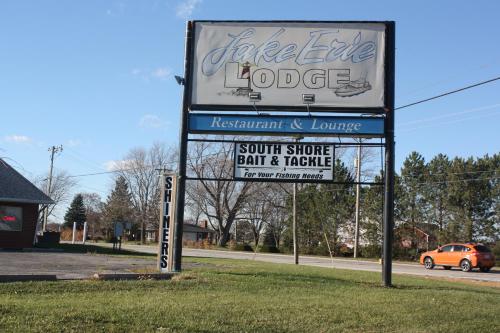 Lake Erie
LODGE
Restaurant & Lounge
SOUTH SHORE
BAIT & TACKLE
For Your Fishing Needs
SHINERS